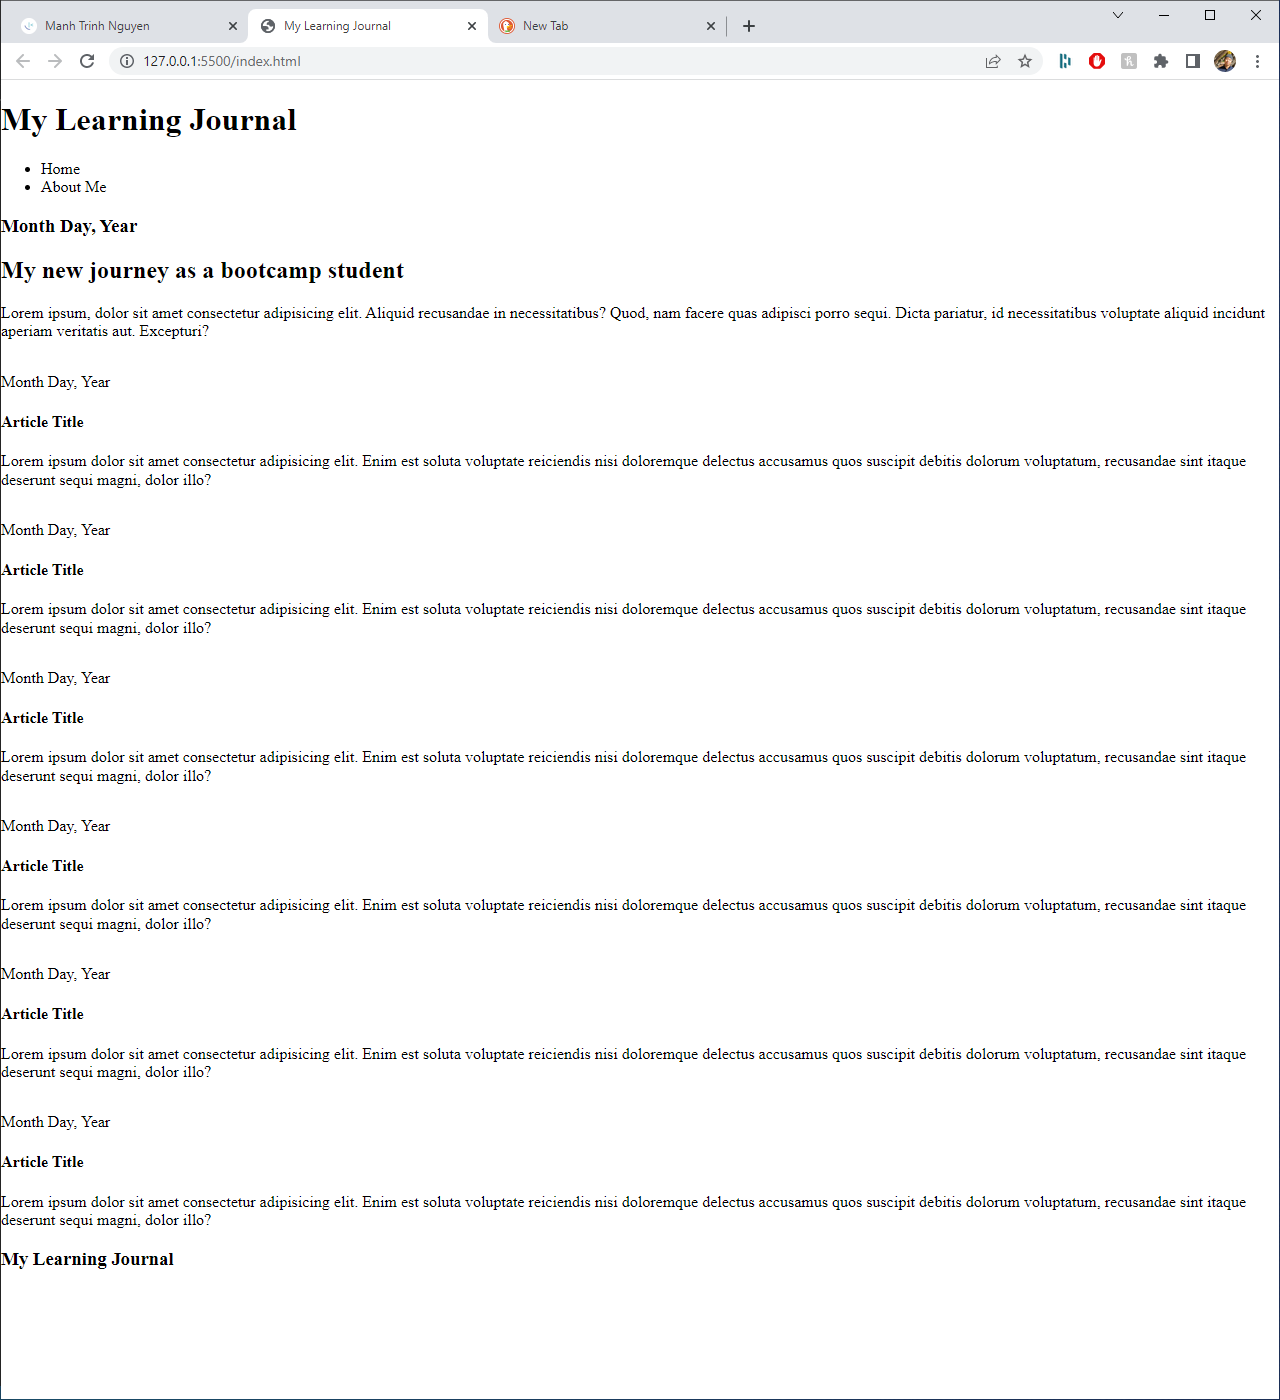 Manh Trinh Nguyen
My Learning Journal
New Tab
127.0.0.1:5500/index.html
My Learning Journal
Home
About Me
Month Day, Year
My new journey as a bootcamp student
Lorem ipsum, dolor sit amet consectetur adipisicing elit. Aliquid recusandae in necessitatibus? Quod, nam facere quas adipisci porro sequi. Dicta pariatur, id necessitatibus voluptate aliquid incidunt
aperiam veritatis aut. Excepturi?
Month Day, Year
Article Title
Lorem ipsum dolor sit amet consectetur adipisicing elit. Enim est soluta voluptate reiciendis nisi doloremque delectus accusamus quos suscipit debitis dolorum voluptatum, recusandae sint itaque
deserunt sequi magni, dolor illo?
Month Day, Year
Article Title
Lorem ipsum dolor sit amet consectetur adipisicing elit. Enim est soluta voluptate reiciendis nisi doloremque delectus accusamus quos suscipit debitis dolorum voluptatum, recusandae sint itaque
deserunt sequi magni, dolor illo?
Month Day, Year
Article Title
Lorem ipsum dolor sit amet consectetur adipisicing elit. Enim est soluta voluptate reiciendis nisi doloremque delectus accusamus quos suscipit debitis dolorum voluptatum, recusandae sint itaque
deserunt sequi magni, dolor illo?
Month Day, Year
Article Title
Lorem ipsum dolor sit amet consectetur adipisicing elit. Enim est soluta voluptate reiciendis nisi doloremque delectus accusamus quos suscipit debitis dolorum voluptatum, recusandae sint itaque
deserunt sequi magni, dolor illo?
Month Day, Year
Article Title
Lorem ipsum dolor sit amet consectetur adipisicing elit. Enim est soluta voluptate reiciendis nisi doloremque delectus accusamus quos suscipit debitis dolorum voluptatum, recusandae sint itaque
deserunt sequi magni, dolor illo?
Month Day, Year
Article Title
Lorem ipsum dolor sit amet consectetur adipisicing elit. Enim est soluta voluptate reiciendis nisi doloremque delectus accusamus quos suscipit debitis dolorum voluptatum, recusandae sint itaque
deserunt sequi magni, dolor illo?
My Learning Journal